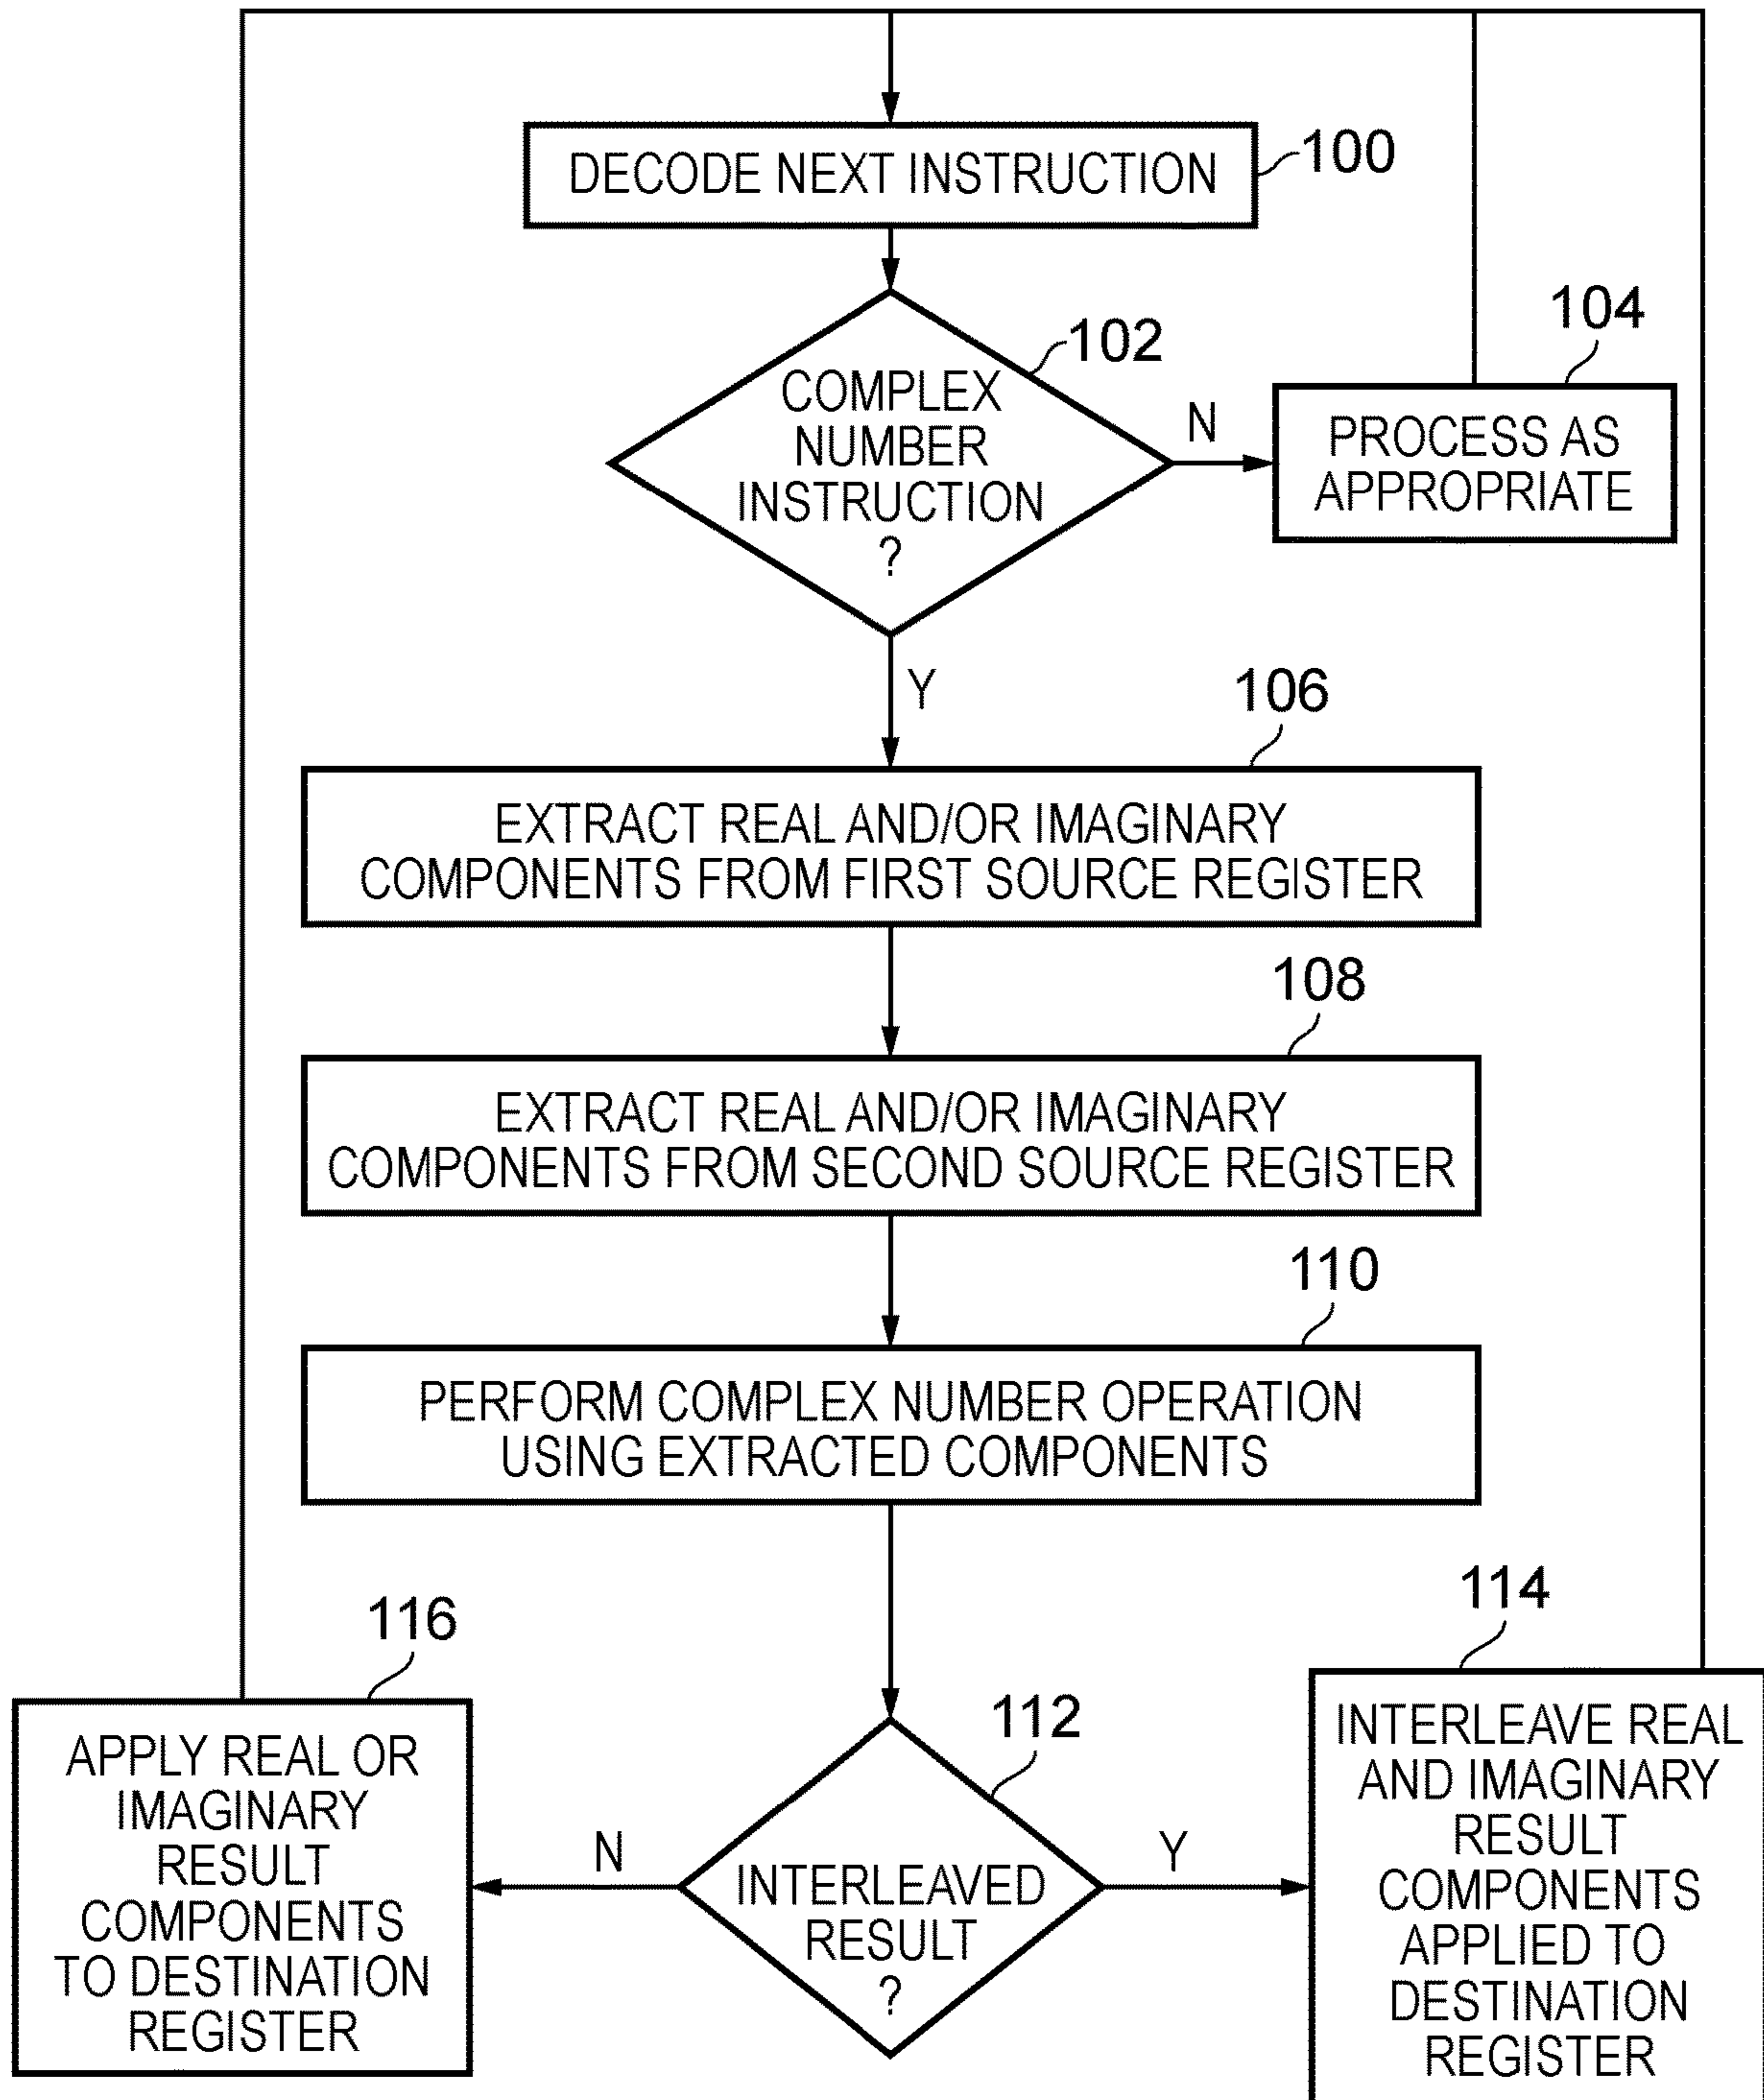 DECODE NEXT INSTRUCTION
100
102
COMPLEX
NUMBER
INSTRUCTION
?
N
104
PROCESS AS
APPROPRIATE
Y
106
EXTRACT REAL AND/OR IMAGINARY
COMPONENTS FROM FIRST SOURCE REGISTER
108
EXTRACT REAL AND/OR IMAGINARY
COMPONENTS FROM SECOND SOURCE REGISTER
110
PERFORM COMPLEX NUMBER OPERATION
USING EXTRACTED COMPONENTS
116
APPLY REAL OR
IMAGINARY
RESULT
COMPONENTS
TO DESTINATION
REGISTER
N
112
INTERLEAVED
RESULT
?
Y
114
INTERLEAVE REAL
AND IMAGINARY
RESULT
COMPONENTS
APPLIED TO
DESTINATION
REGISTER